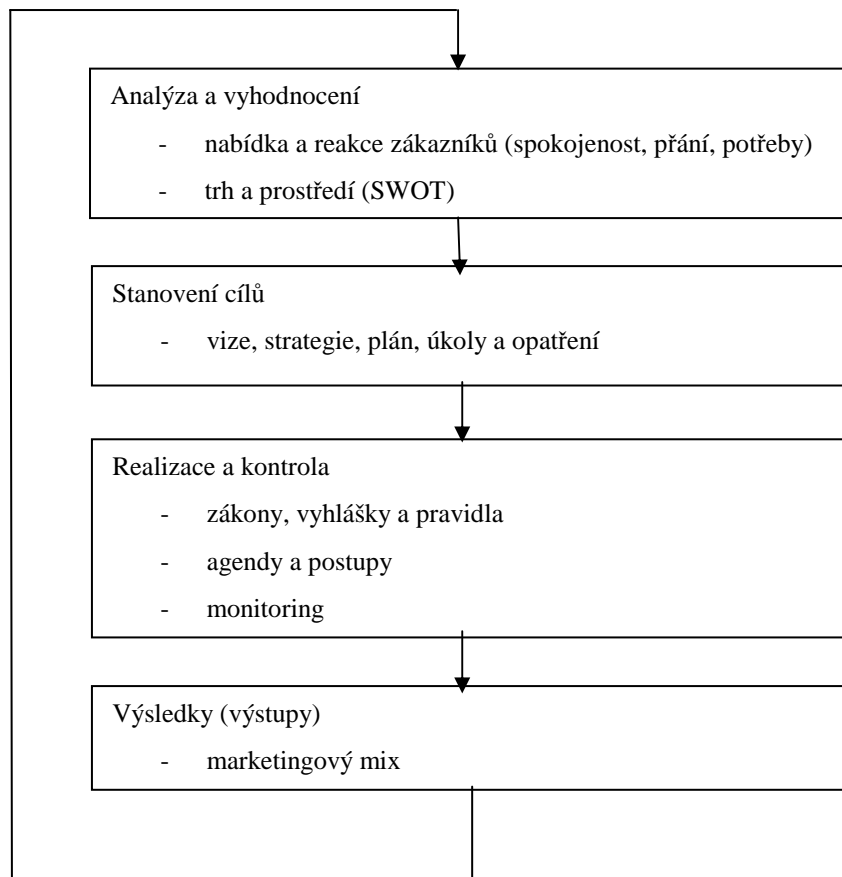 Analýza a vyhodnocení
- nabídka a reakce zákazníků (spokojenost, přání, potřeby)
- trh a prostředí (SWOT)
Stanovení cílů
- vize, strategie, plán, úkoly a opatření
Realizace a kontrola
- zákony, vyhlášky a pravidla
- agendy a postupy
- monitoring
Výsledky (výstupy)
- marketingový mix